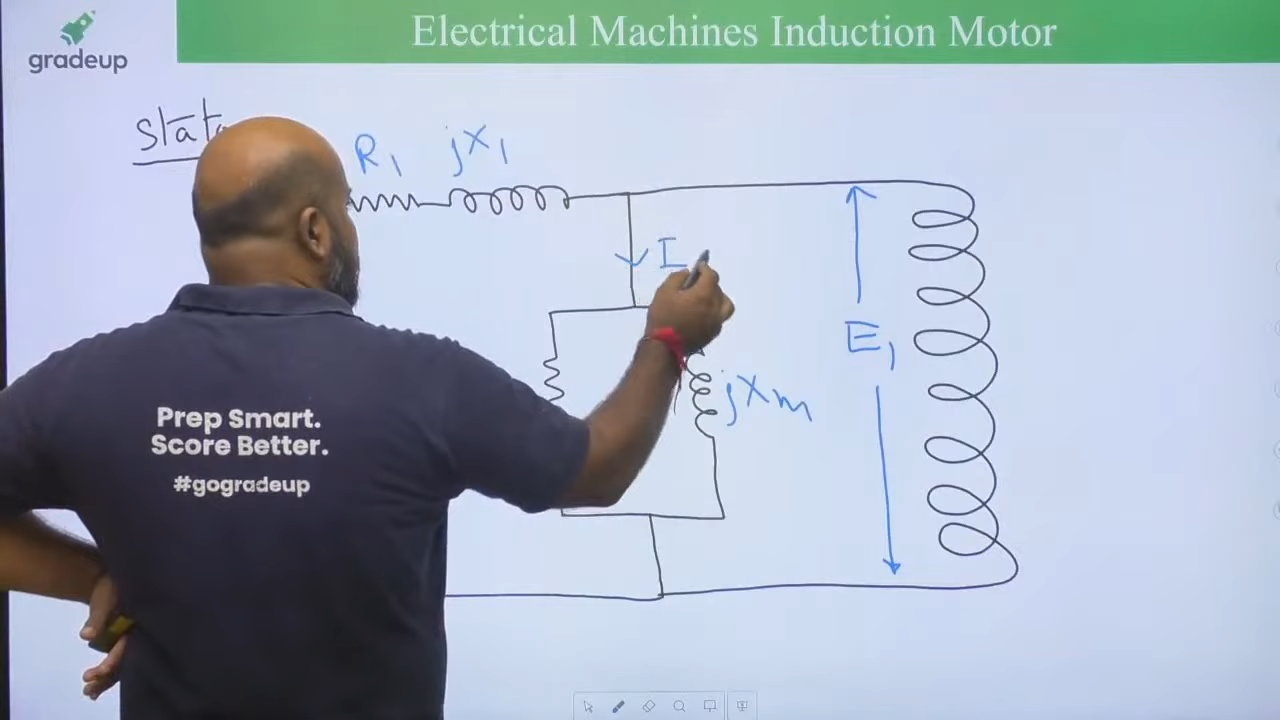 gradeup
Electrical Machines Induction Motor
R1 jX1
I
E1
jXm
Prep Smart.
Score Better.
#gogradeup